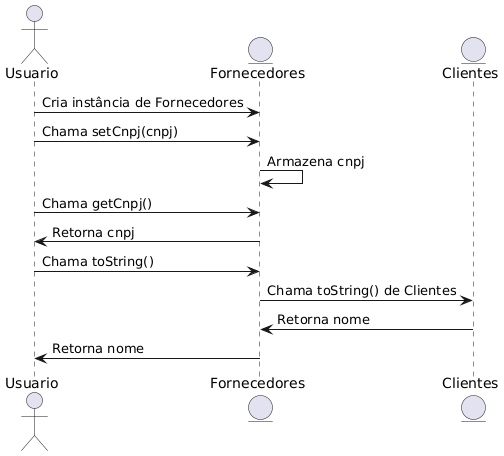 Usuario
Fornecedores
Clientes
Cria instância de Fornecedores
Chama setCnpj(cnpj)
Armazena cnpj
Chama getCnpj()
Retorna cnpj
Chama toString()
Chama toString() de Clientes
Retorna nome
Retorna nome
Usuario
Fornecedores
Clientes